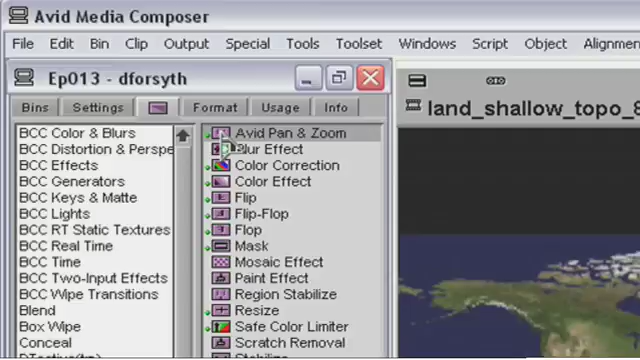 Avid Media Composer
File Edit Bin Clip Output Special Tools Toolset Windows Script Object Alignmen
Ep013 - dforsyth
Bins Settings Format Usage Info
land_shallow_topo_8
BCC Color & Blurs
BCC Distortion & Perspe
BCC Effects
BCC Generators
BCC Keys & Matte
BCC Lights
BCC RT Static Textures
BCC Real Time
BCC Time
BCC Two-Input Effects
BCC Wipe Transitions
Blend
Box Wipe
Conceal
Avid Pan & Zoom
Blur Effect
Color Correction
Color Effect
Flip
Flip-Flop
Flop
Mask
Mosaic Effect
Paint Effect
Region Stabilize
Resize
Safe Color Limiter
Scratch Removal